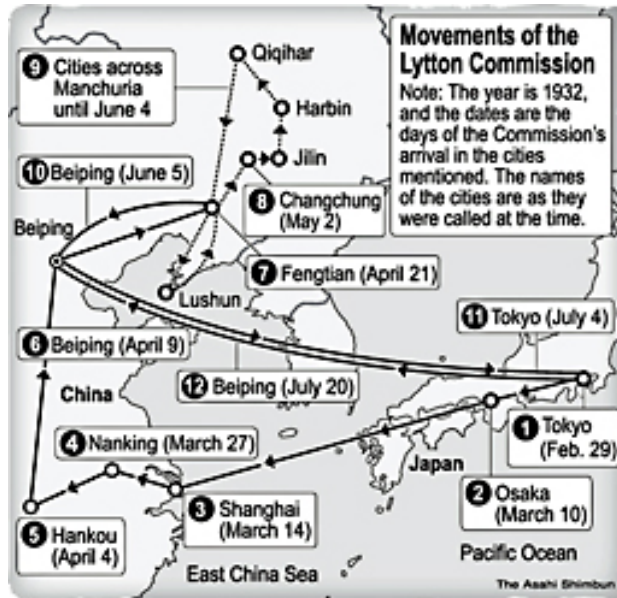 Movements of the
Lytton Commission
Note: The year is 1932,
and the dates are the
days of the Commission's
arrival in the cities
mentioned. The names
of the cities are as they
were called at the time.
9 Cities across
Manchuria
until June 4
Qiqihar
Harbin
Jilin
10 Beiping (June 5)
8 Changchung
(May 2)
Beiping
7 Fengtian (April 21)
Lushun
11 Tokyo (July 4)
6 Beiping (April 9)
12 Beiping (July 20)
China
1 Tokyo
(Feb. 29)
4 Nanking (March 27)
Japan
2 Osaka
(March 10)
3 Shanghai
(March 14)
5 Hankou
(April 4)
Pacific Ocean
East China Sea
The Asahi Shimbun